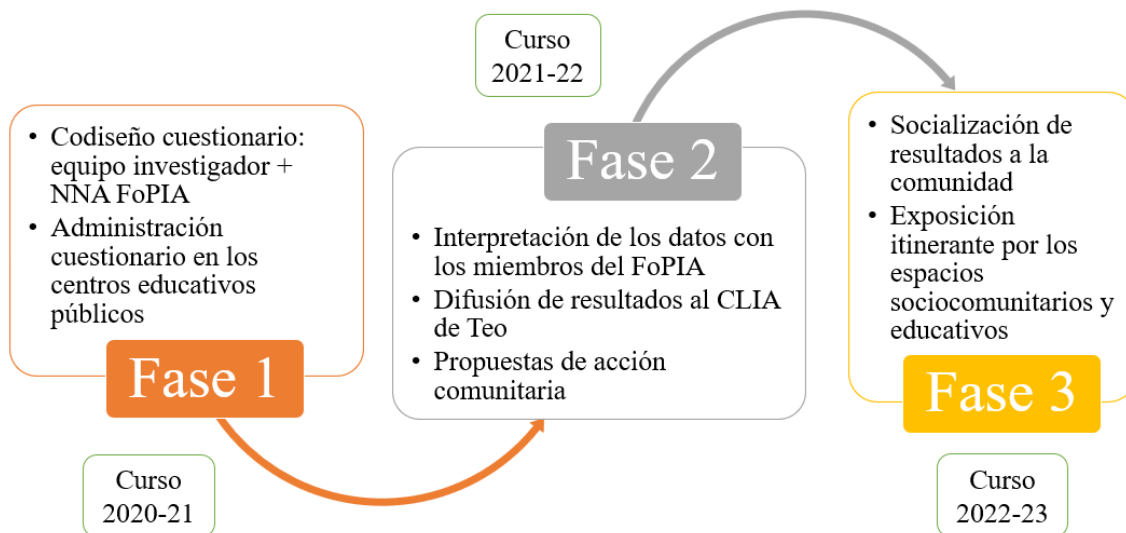 • Codiseño cuestionario:
equipo investigador +
NNA FoPIA
• Administración
cuestionario en los
centros educativos
públicos
Fase 1
Curso
2020-21
Curso
2021-22
Fase 2
• Interpretación de los datos con
los miembros del FoPIA
• Difusión de resultados al CLIA
de Teo
• Propuestas de acción
comunitaria
• Socialización de
resultados a la
comunidad
• Exposición
itinerante por los
espacios
sociocomunitarios y
educativos
Fase 3
Curso
2022-23